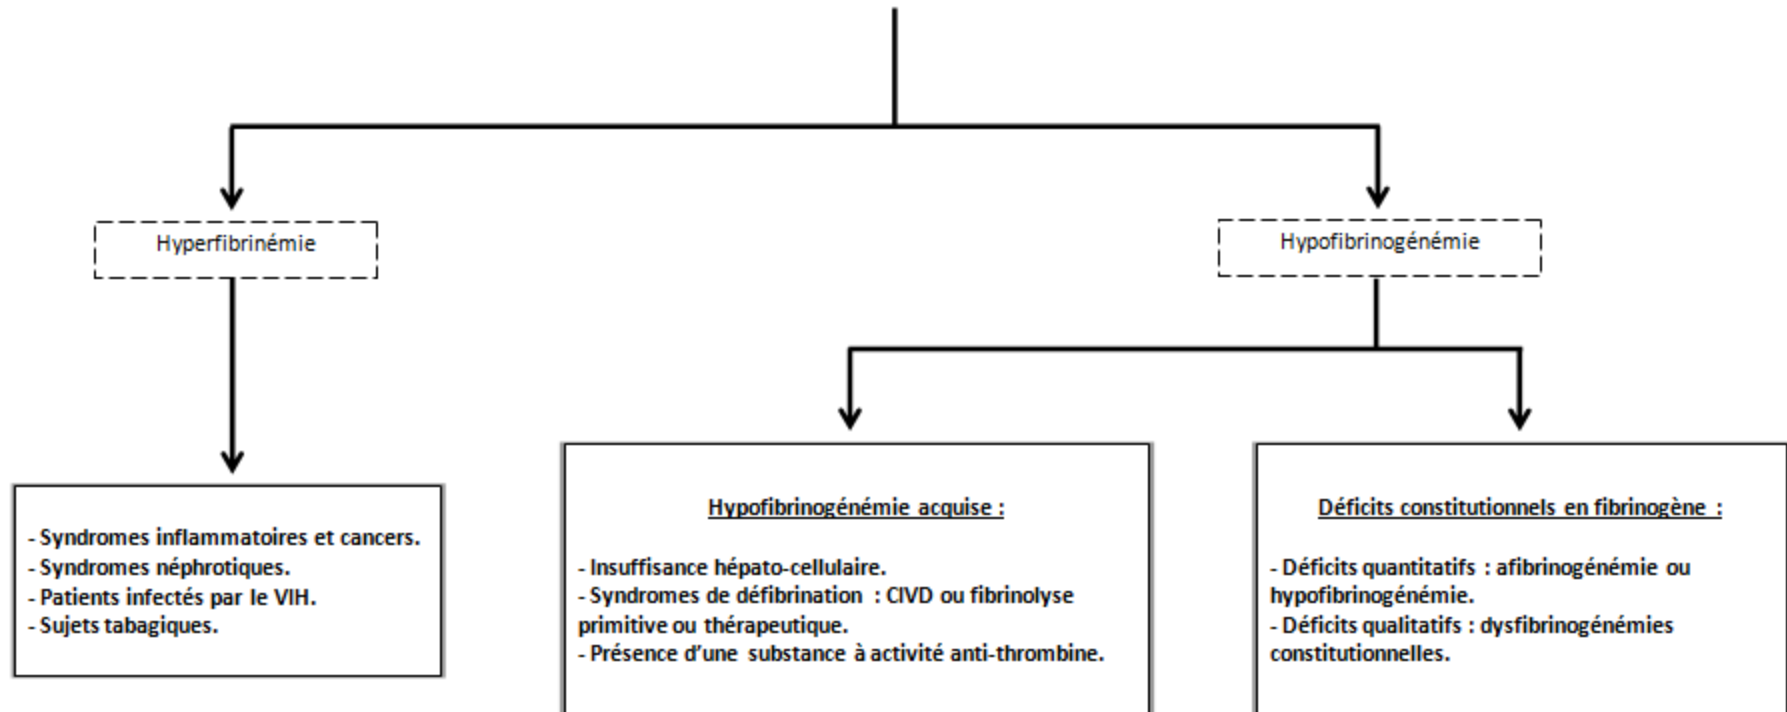 Hyperfibrinémie
Hypofibrinogénémie
- Syndromes inflammatoires et cancers.
- Syndromes néphrotiques.
- Patients infectés par le VIH.
- Sujets tabagiques.
Hypofibrinogénémie acquise :
- Insuffisance hépato-cellulaire.
- Syndromes de défibrination : CIVD ou fibrinolyse
primitive ou thérapeutique.
- Présence d’une substance à activité anti-thrombine.
Déficits constitutionnels en fibrinogène :
- Déficits quantitatifs : afibrinogénémie ou
hypofibrinogénémie.
- Déficits qualitatifs : dysfibrinogénémies
constitutionnelles.